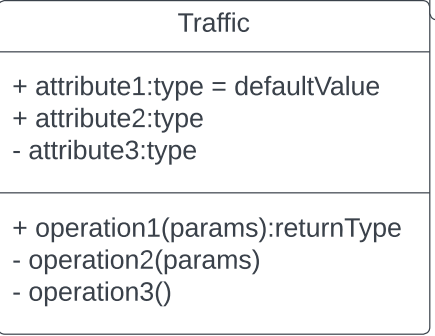 Traffic
+ attribute1:type = defaultValue
+ attribute2:type
- attribute3:type
+ operation1(params):returnType
- operation2(params)
- operation3()